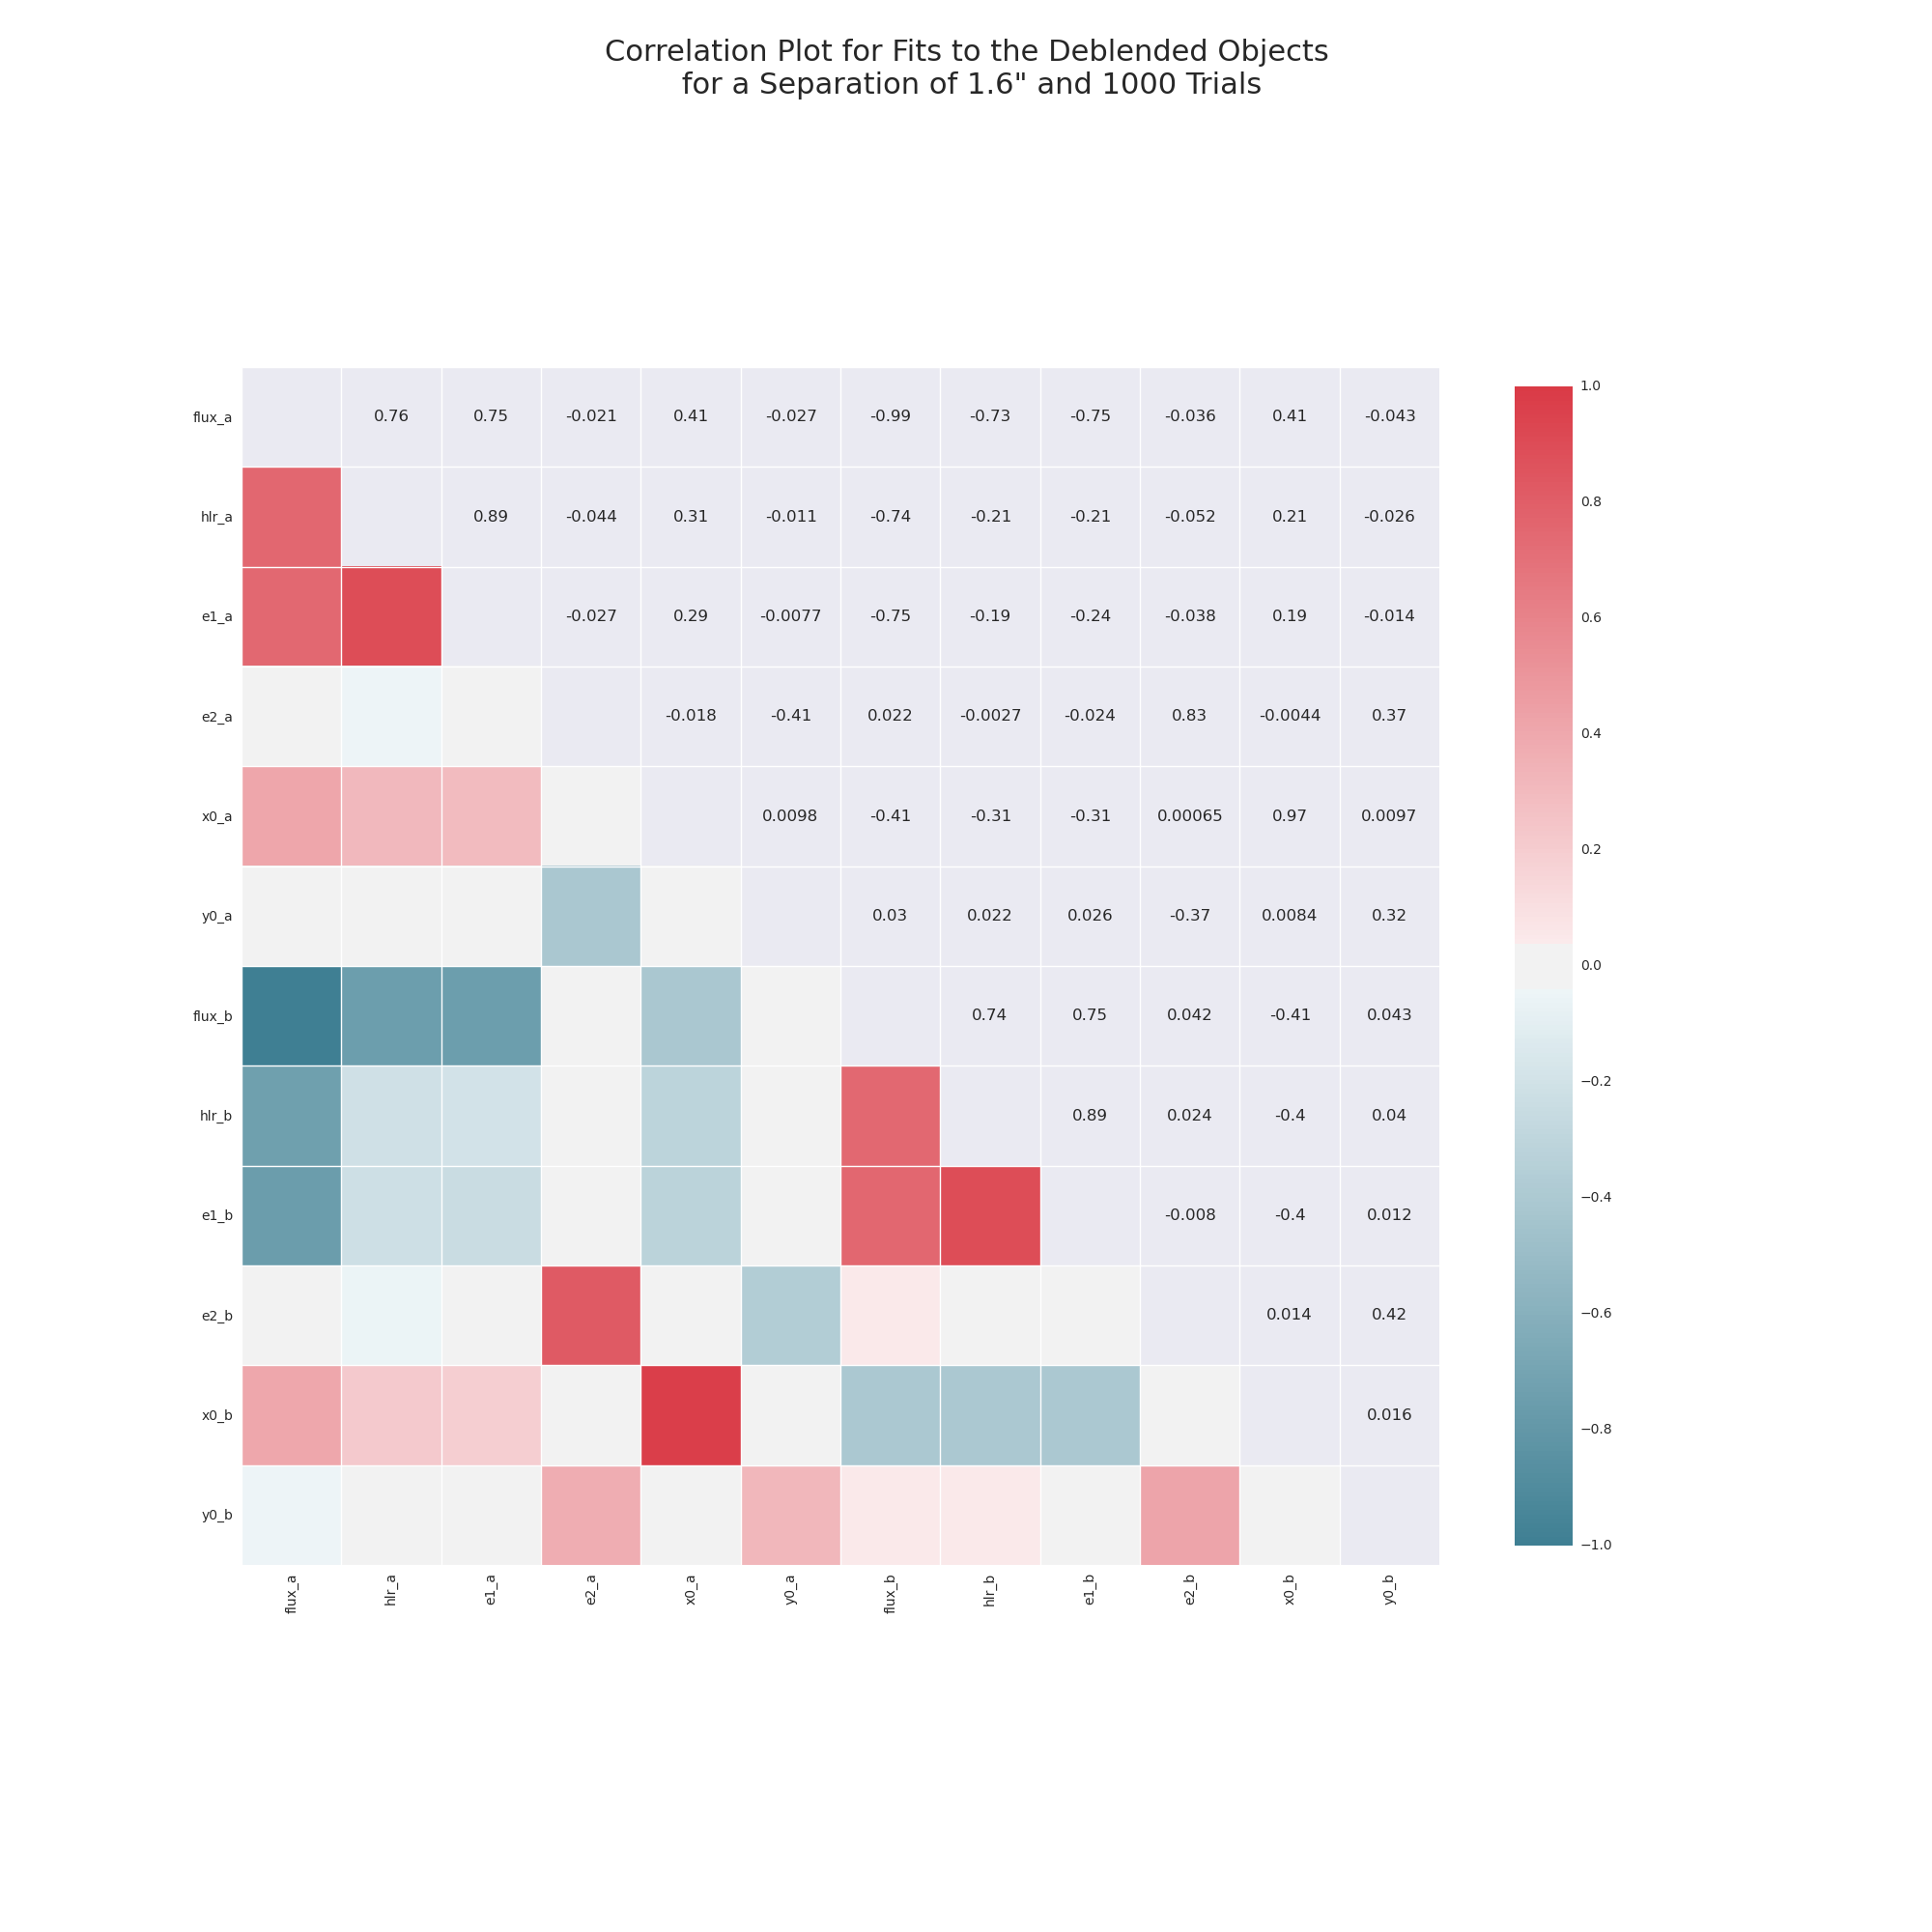 Correlation Plot for Fits to the Deblended Objects
for a Separation of 1.6" and 1000 Trials
flux_a 0.76 0.75 -0.021 0.41 -0.027 -0.99 -0.73 -0.75 -0.036 0.41 -0.043
hlr_a 0.89 -0.044 0.31 -0.011 -0.74 -0.21 -0.21 -0.052 0.21 -0.026
e1_a -0.027 0.29 -0.0077 -0.75 -0.19 -0.24 -0.038 0.19 -0.014
e2_a -0.018 -0.41 0.022 -0.0027 -0.024 0.83 -0.0044 0.37
x0_a 0.0098 -0.41 -0.31 -0.31 0.00065 0.97 0.0097
y0_a 0.03 0.022 0.026 -0.37 0.0084 0.32
flux_b 0.74 0.75 0.042 -0.41 0.043
hlr_b 0.89 0.024 -0.4 0.04
e1_b -0.008 -0.4 0.012
e2_b 0.014 0.42
x0_b 0.016
y0_b
flux_a hlr_a e1_a e2_a x0_a y0_a flux_b hlr_b e1_b e2_b x0_b y0_b
1.0
0.8
0.6
0.4
0.2
0.0
−0.2
−0.4
−0.6
−0.8
−1.0